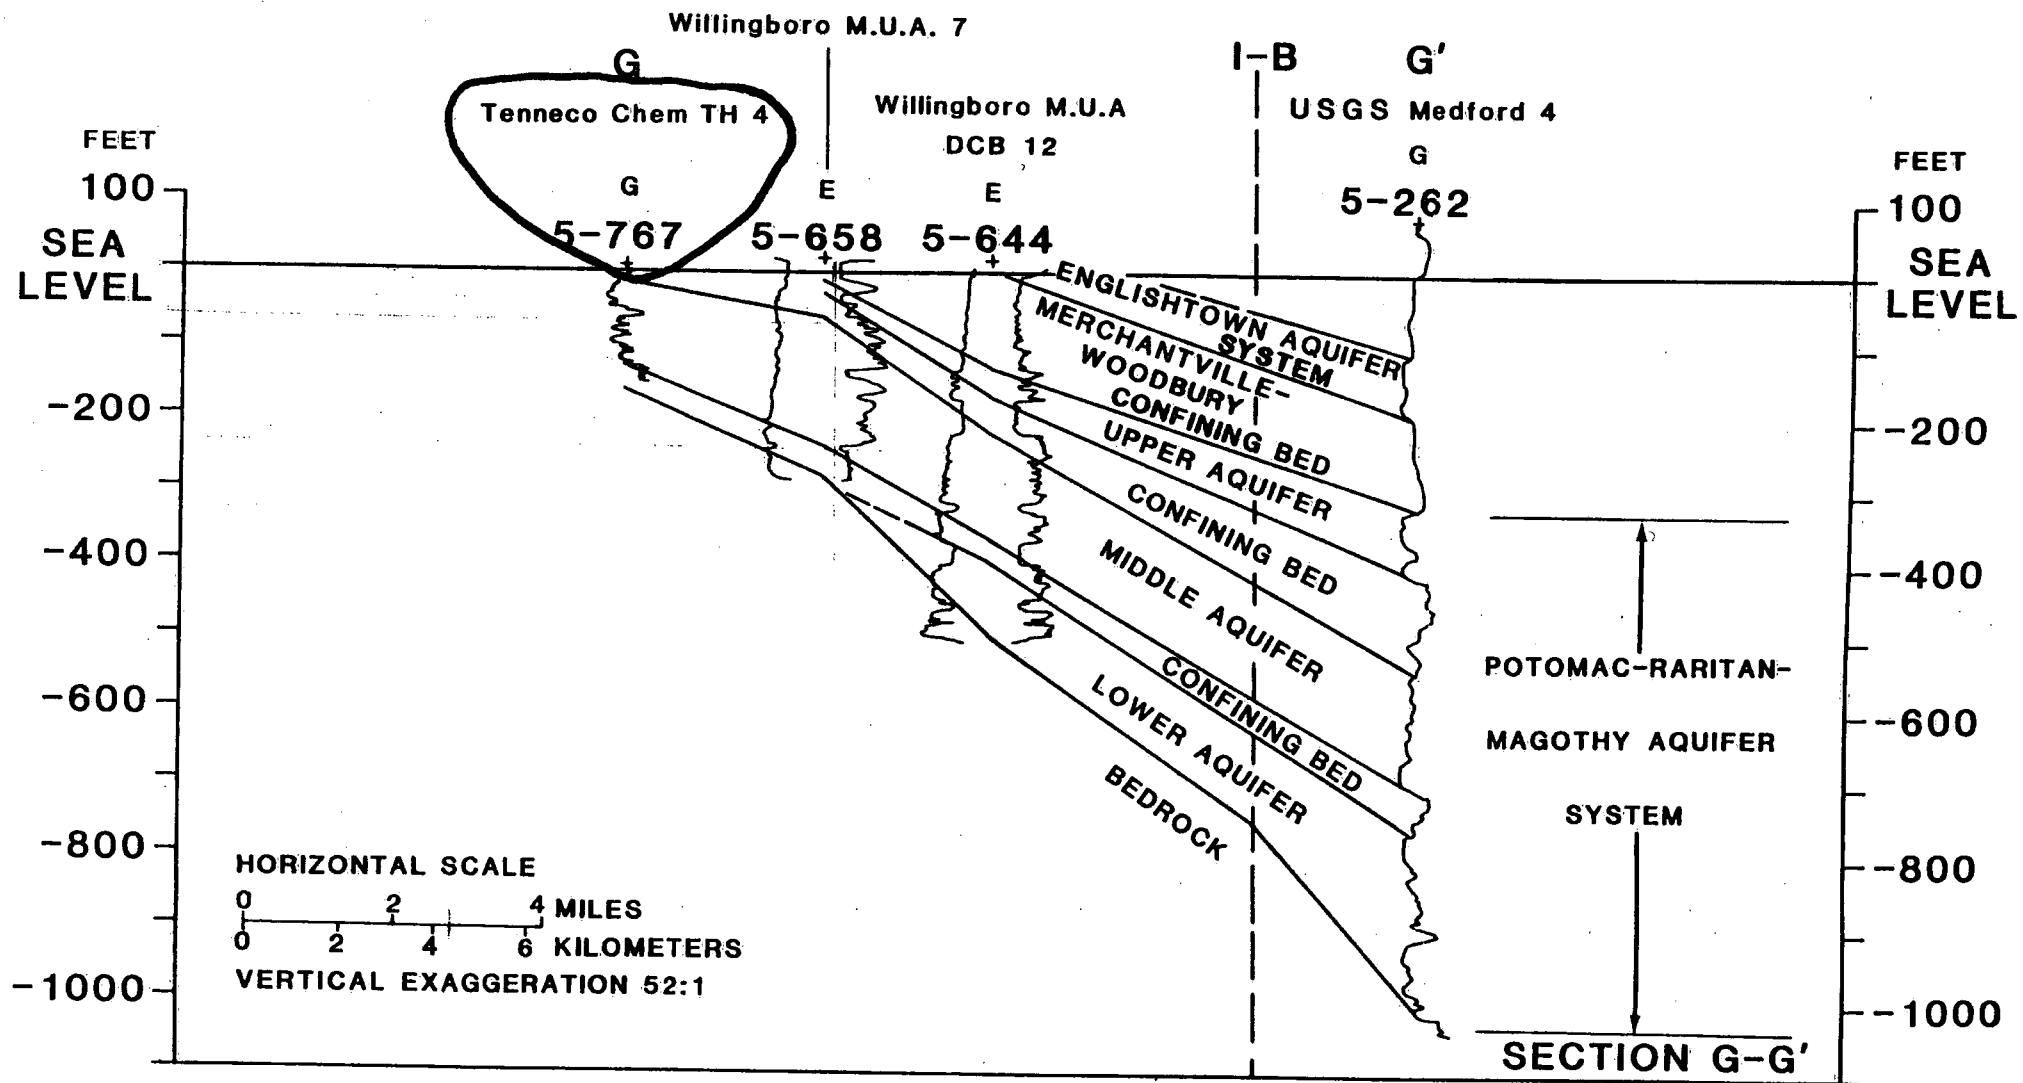 Willingboro M.U.A. 7
G
I-B
G'
Tenneco Chem TH 4
Willingboro M.U.A
DCB 12
USGS Medford 4
FEET
G
E
E
G
FEET
100
5-767
5-658
5-644
5-262
100
SEA
LEVEL
SEA
LEVEL
ENGLISHTOWN AQUIFER
SYSTEM
MERCHANTVILLE-
WOODBURY
CONFINING BED
UPPER AQUIFER
CONFINING BED
MIDDLE AQUIFER
CONFINING BED
LOWER AQUIFER
BEDROCK
-200
-400
-600
-800
-1000
-200
-400
-600
-800
-1000
POTOMAC-RARITAN-
MAGOTHY AQUIFER
SYSTEM
HORIZONTAL SCALE
0 2 4 MILES
0 2 4 6 KILOMETERS
VERTICAL EXAGGERATION 52:1
SECTION G-G'